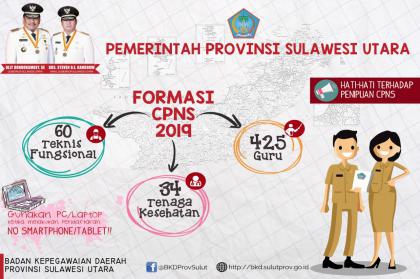 PEMERINTAH PROVINSI SULAWESI UTARA
OLLY DONDOKAMBEY, SE
DRS. STEVEN O.E. KANDOUW
HATI-HATI TERHADAP
PENIPUAN CPNS
FORMASI
CPNS
2019
60
Teknis
Fungsional
425
Guru
34
Tenaga
Kesehatan
Gunakan PC/Laptop
ketika melakukan Pendaftaran
NO SMARTPHONE/TABLET!!
BADAN KEPEGAWAIAN DAERAH
PROVINSI SULAWESI UTARA
@BKDProvSulut
http://bkd.sulutprov.go.id